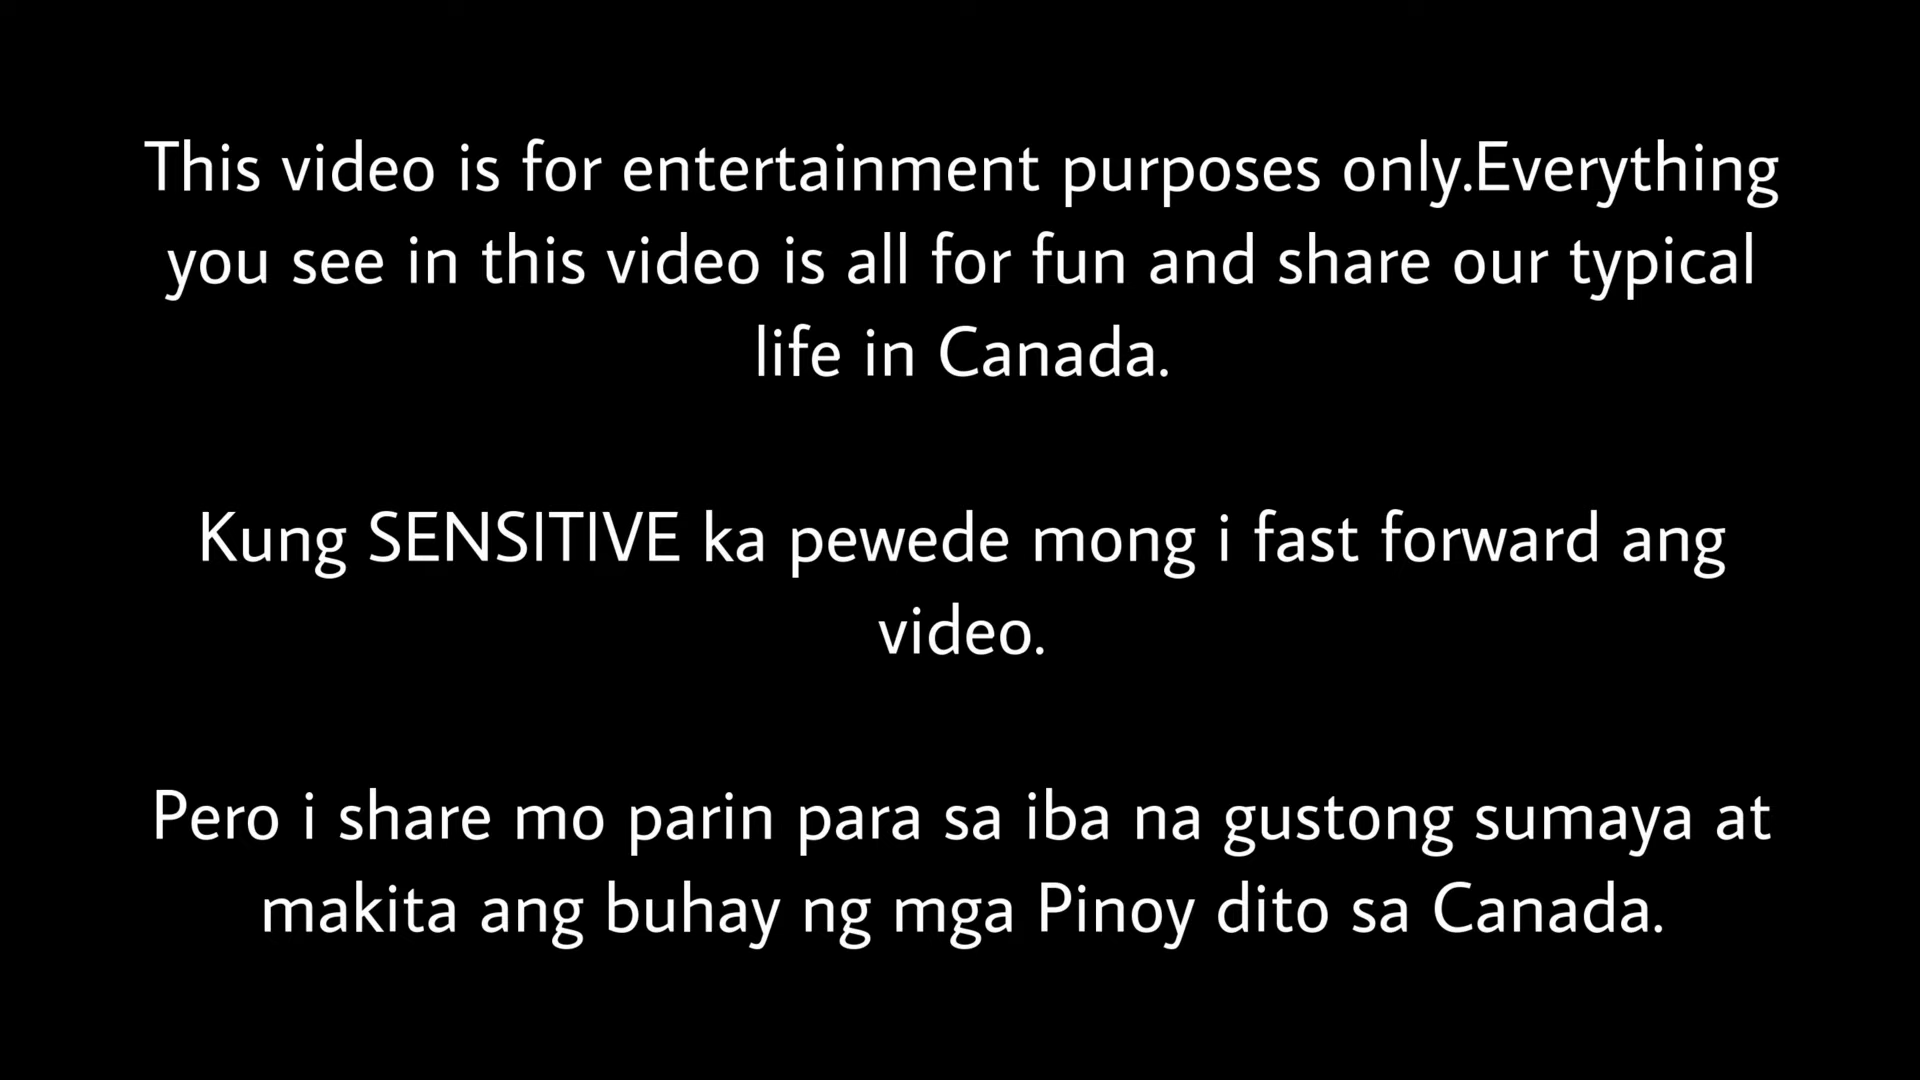 This video is for entertainment purposes only.Everything
you see in this video is all for fun and share our typical
life in Canada.
Kung SENSITIVE ka pewede mong i fast forward ang
video.
Pero i share mo parin para sa iba na gustong sumaya at
makita ang buhay ng mga Pinoy dito sa Canada.